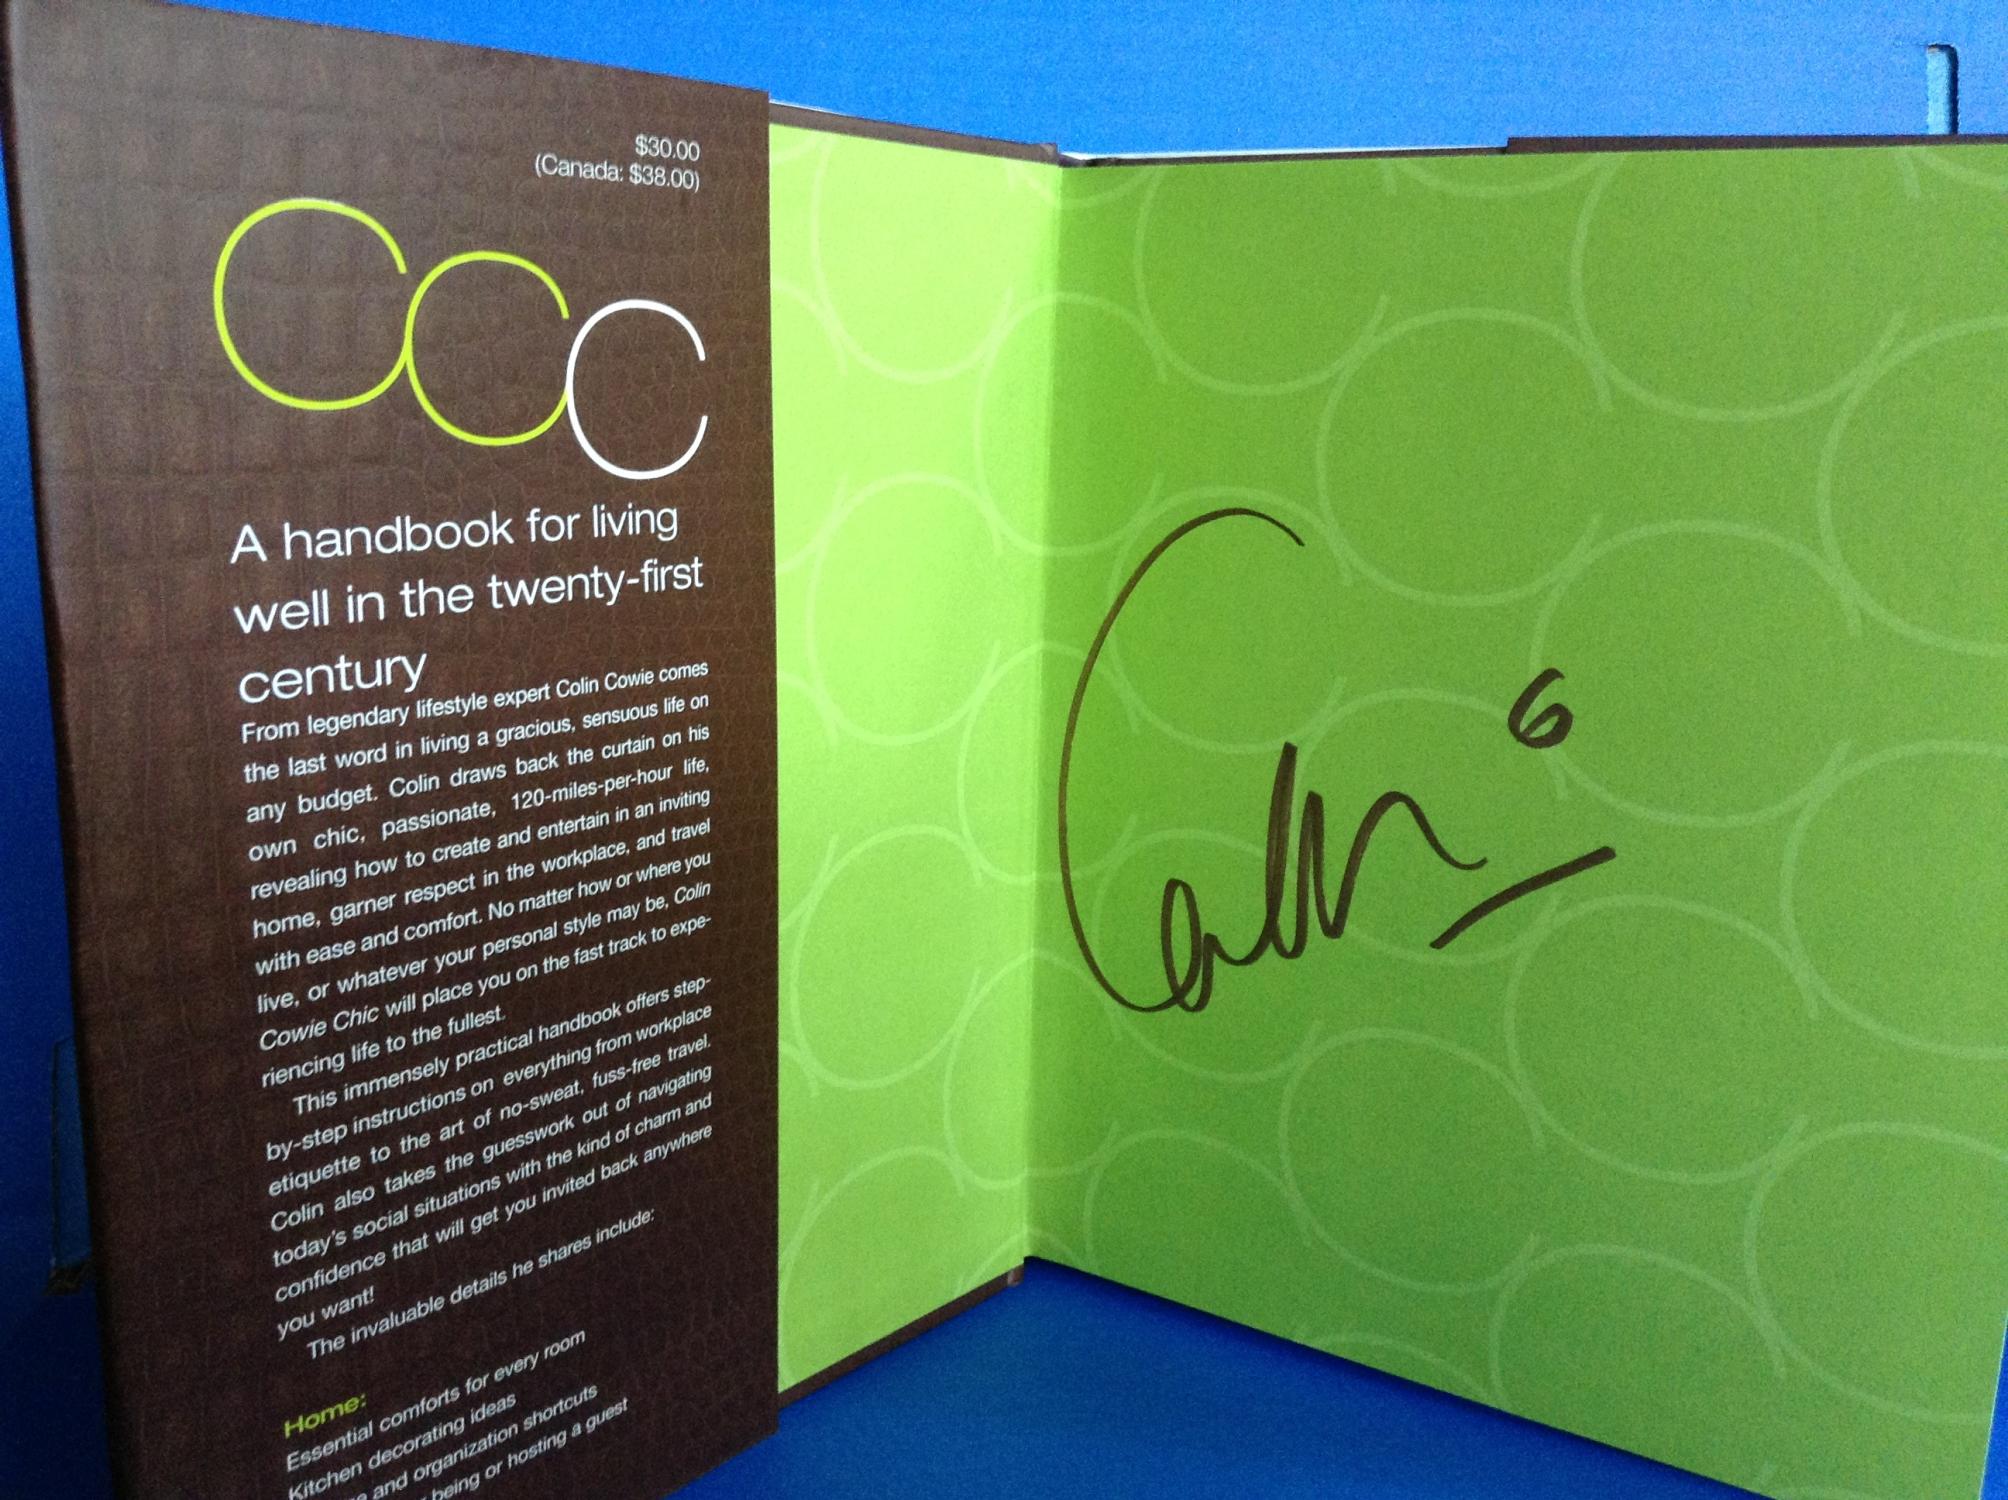 $30.00
(Canada: $38.00)
CCC
A handbook for living
well in the twenty-first
century
From legendary lifestyle expert Colin Cowie comes
the last word in living a gracious, sensuous life on
any budget. Colin draws back the curtain on his
own chic, passionate, 120-miles-per-hour life,
revealing how to create and entertain in an inviting
home, garner respect in the workplace, and travel
with ease and comfort. No matter how or where you
live, or whatever your personal style may be, Colin
Cowie Chic will place you on the fast track to expe-
riencing life to the fullest.
This immensely practical handbook offers step-
by-step instructions on everything from workplace
etiquette to the art of no-sweat, fuss-free travel.
Colin also takes the guesswork out of navigating
today's social situations with the kind of charm and
confidence that will get you invited back anywhere
you want!
The invaluable details he shares include:
Home:
Essential comforts for every room
Kitchen decorating ideas
and organization shortcuts
being or hosting a guest